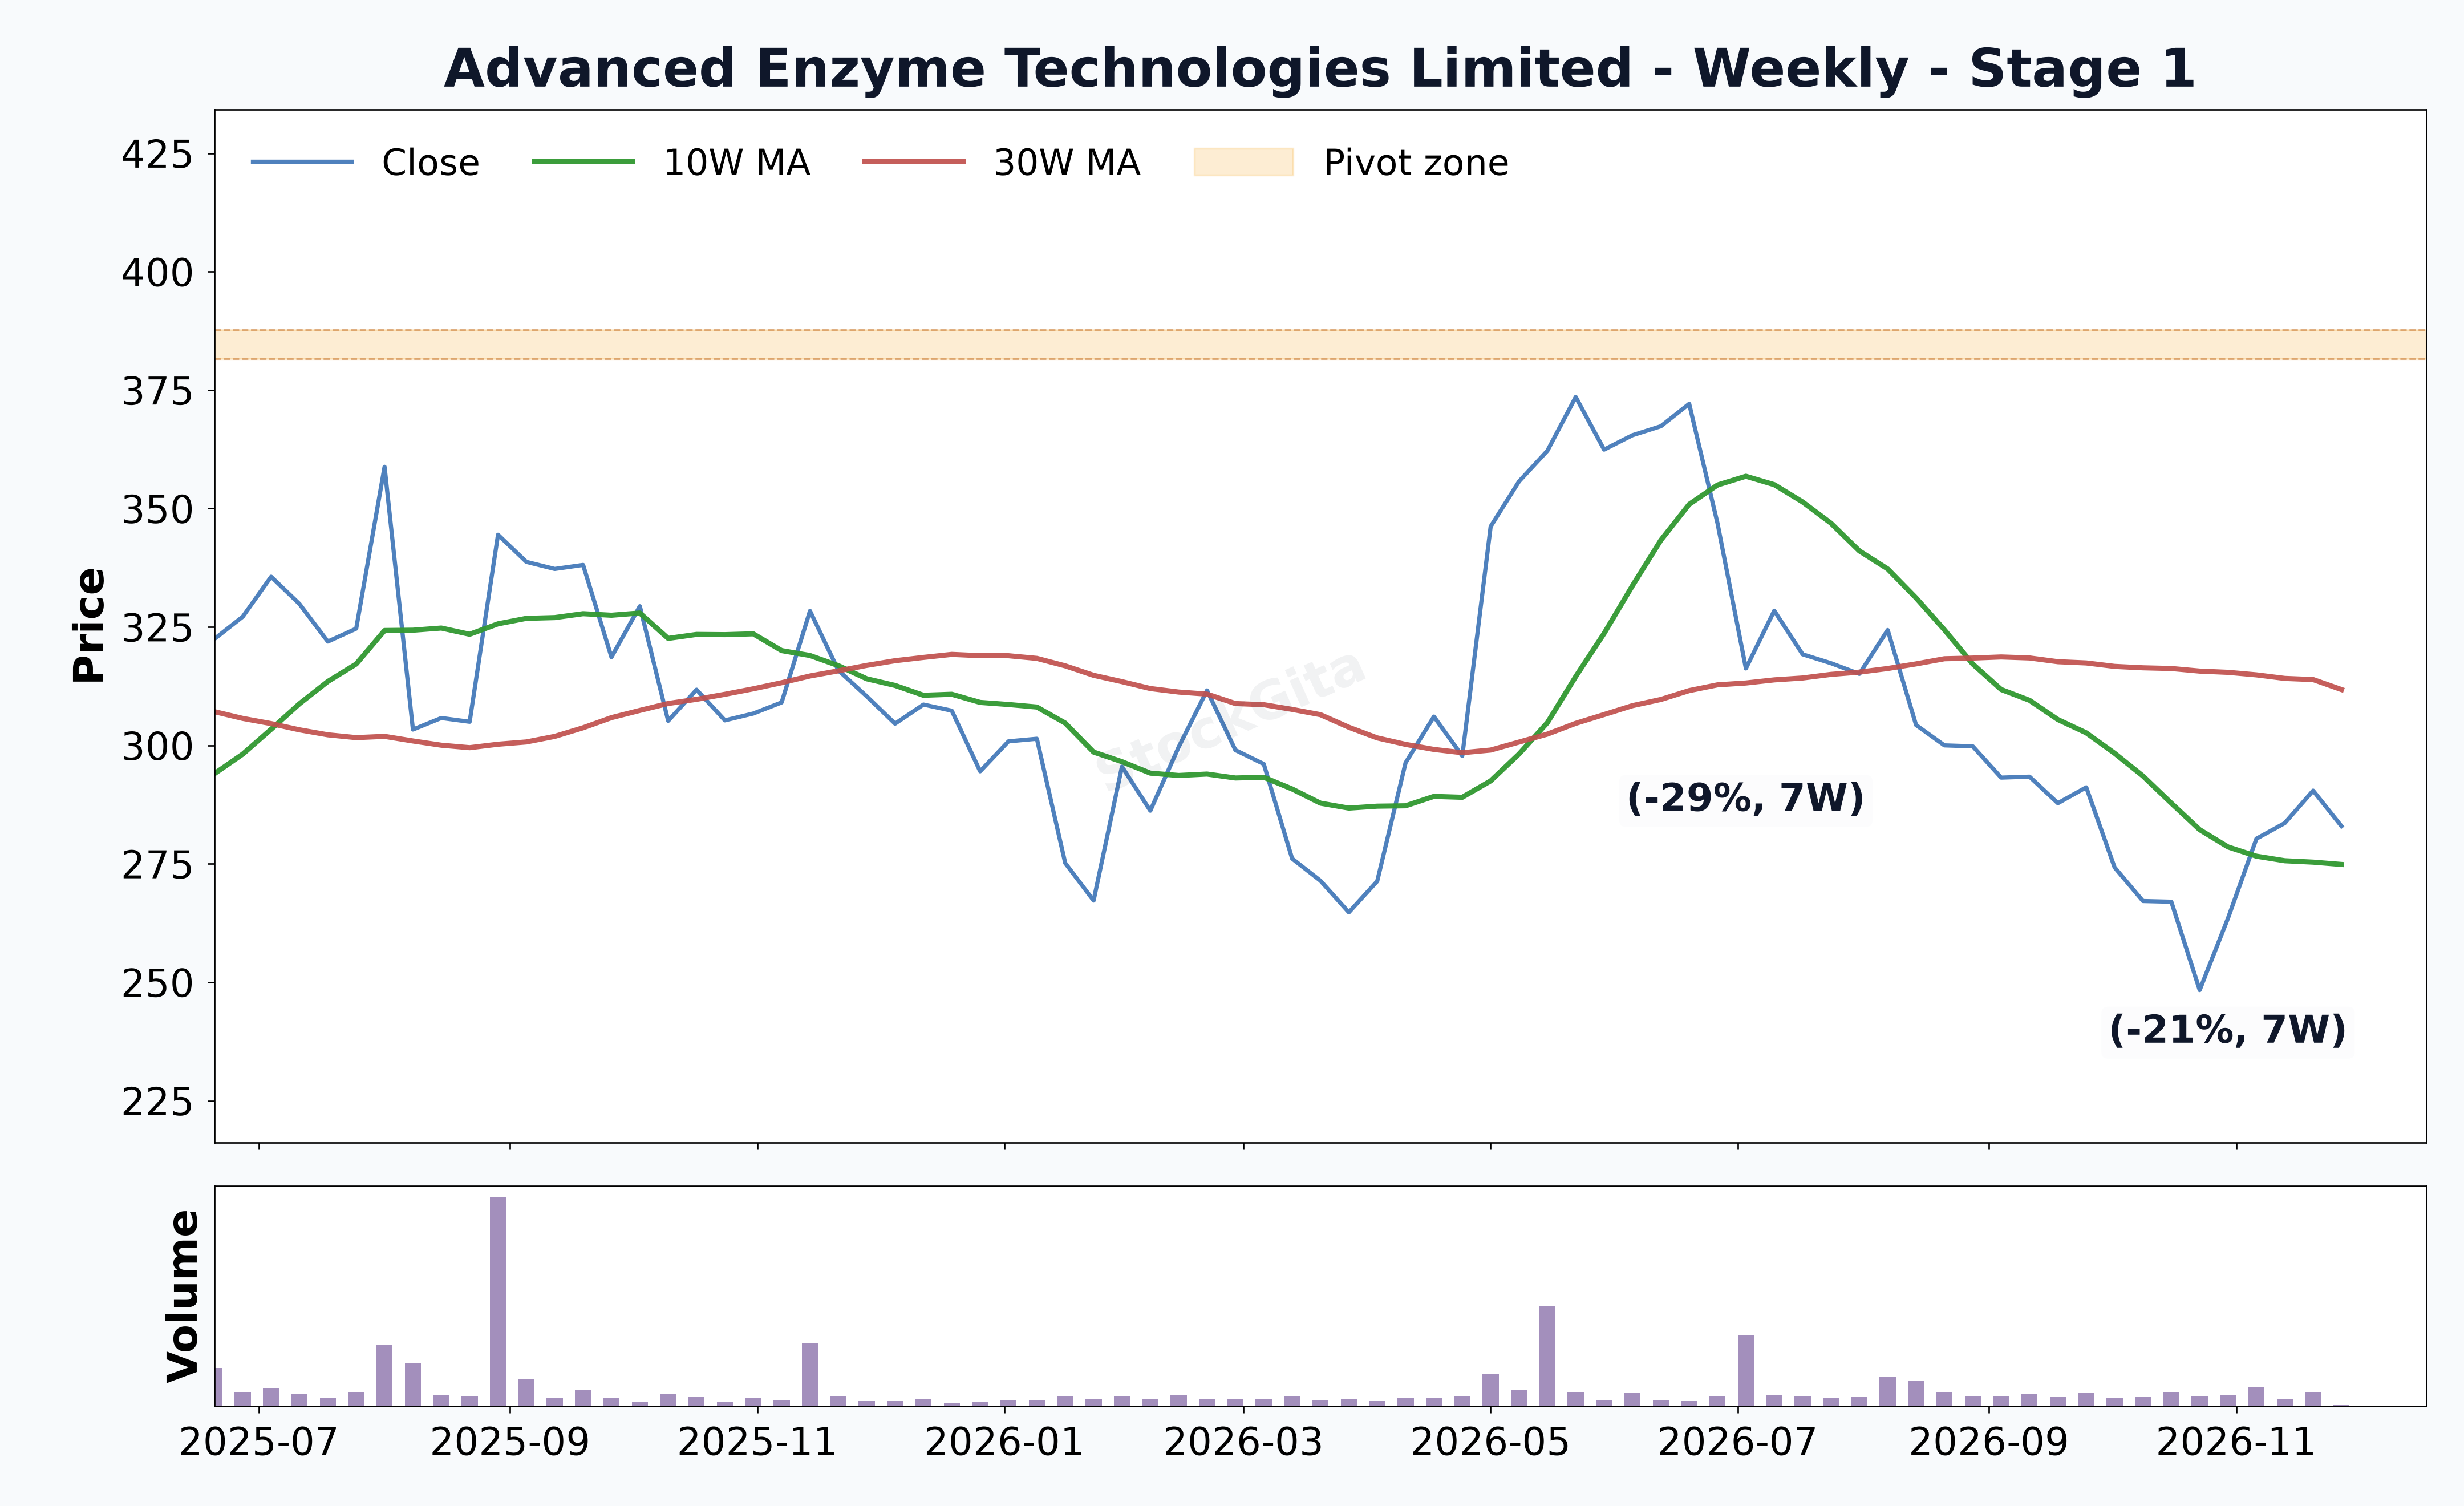 Advanced Enzyme Technologies Limited - Weekly - Stage 1
Close
10W MA
30W MA
Pivot zone
425
400
375
350
325
300
275
250
225
Price
StockGita
(-29%, 7W)
(-21%, 7W)
Volume
2025-07
2025-09
2025-11
2026-01
2026-03
2026-05
2026-07
2026-09
2026-11